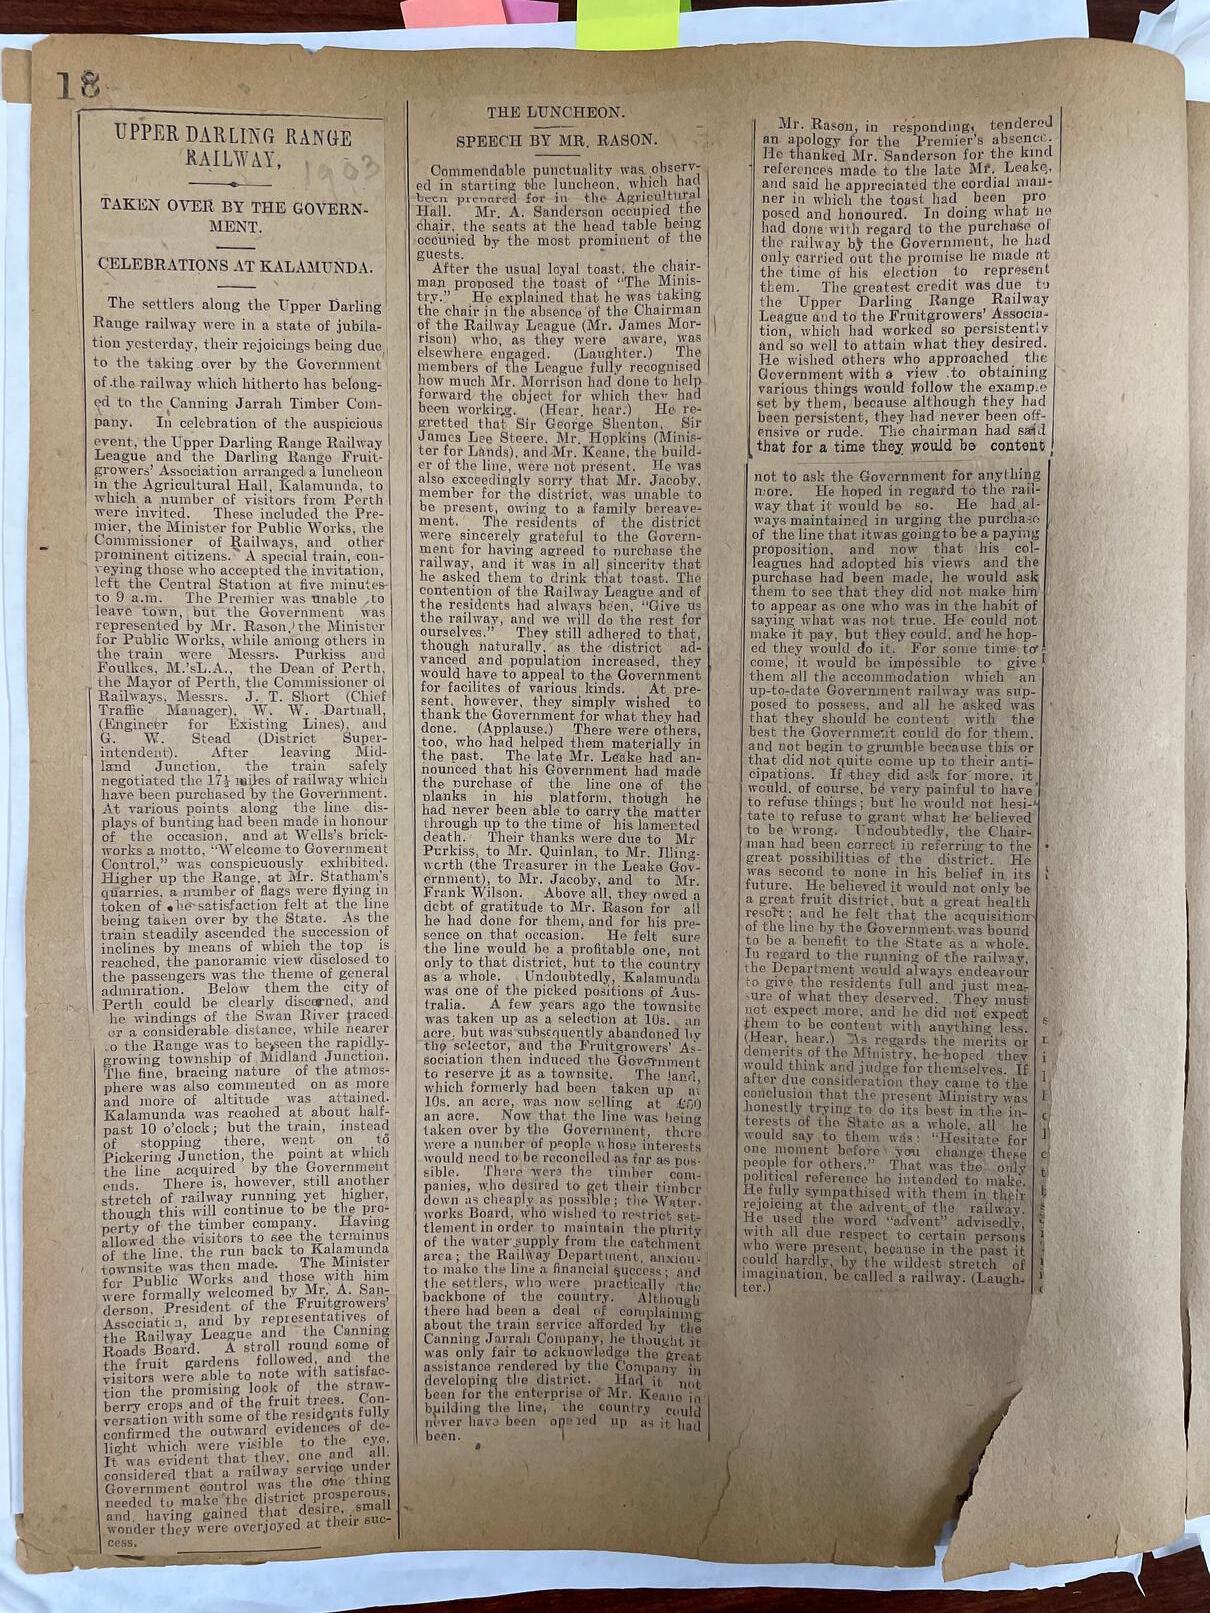 18
UPPER DARLING RANGE
RAILWAY.
1903
TAKEN OVER BY THE GOVERN-
MENT.
CELEBRATIONS AT KALAMUNDA.
The settlers along the Upper Darling
Range railway were in a state of jubila-
tion yesterday, their rejoicings being due
to the taking over by the Government
of the railway which hitherto has belong-
ed to the Canning Jarrah Timber Com-
pany. In celebration of the auspicious
event, the Upper Darling Range Railway
League and the Darling Range Fruit-
growers' Association arranged a luncheon
in the Agricultural Hall, Kalamunda, to
which a number of visitors from Perth
were invited. These included the Pre-
mier, the Minister for Public Works, the
Commissioner of Railways, and other
prominent citizens. A special train, con-
veying those who accepted the invitation,
left the Central Station at five minutes
to 9 a.m. The Premier was unable to
leave town, but the Government was
represented by Mr. Rason, the Minister
for Public Works, while among others in
the train were Messrs. Purkiss and
Foulkes, M.'sL.A., the Dean of Perth,
the Mayor of Perth, the Commissioner of
Railways, Messrs. J. T. Short (Chief
Traffic Manager), W. W. Dartnall,
(Engineer for Existing Lines), and
G. W. Stead (District Super-
intendent). After leaving Mid-
land Junction, the train safely
negotiated the 17½ miles of railway which
have been purchased by the Government.
At various points along the line dis-
plays of bunting had been made in honour
of the occasion, and at Wells's brick-
works a motto, "Welcome to Government
Control," was conspicuously exhibited.
Higher up the Range, at Mr. Statham's
quarries, a number of flags were flying in
token of he satisfaction felt at the line
being taken over by the State. As the
train steadily ascended the succession of
inclines by means of which the top is
reached, the panoramic view disclosed to
the passengers was the theme of general
admiration. Below them the city of
Perth could be clearly discerned, and
he windings of the Swan River traced
or a considerable distance, while nearer
o the Range was to be seen the rapidly-
growing township of Midland Junction.
The fine, bracing nature of the atmos-
phere was also commented on as more
and more of altitude was attained.
Kalamunda was reached at about half-
past 10 o'clock; but the train, instead
of stopping there, went on to
Pickering Junction, the point at which
the line acquired by the Government
ends. There is, however, still another
stretch of railway running yet higher,
though this will continue to be the pro-
perty of the timber company. Having
allowed the visitors to see the terminus
of the line, the run back to Kalamunda
townsite was then made. The Minister
for Public Works and those with him
were formally welcomed by Mr. A. San-
derson, President of the Fruitgrowers'
Association, and by representatives of
the Railway League and the Canning
Roads Board. A stroll round some of
the fruit gardens followed, and the
visitors were able to note with satisfac-
tion the promising look of the straw-
berry crops and of the fruit trees. Con-
versation with some of the residents fully
confirmed the outward evidences of de-
light which were visible to the eye.
It was evident that they, one and all,
considered that a railway service under
Government control was the one thing
needed to make the district prosperous,
and, having gained that desire, small
wonder they were overjoyed at their suc-
cess.
THE LUNCHEON.
SPEECH BY MR. RASON.
Commendable punctuality was observ-
ed in starting the luncheon, which had
been prepared for in the Agricultural
Hall. Mr. A. Sanderson occupied the
chair, the seats at the head table being
occupied by the most prominent of the
guests.
After the usual loyal toast, the chair-
man proposed the toast of "The Minis-
try." He explained that he was taking
the chair in the absence of the Chairman
of the Railway League (Mr. James Mor-
rison) who, as they were aware, was
elsewhere engaged. (Laughter.) The
members of the League fully recognised
how much Mr. Morrison had done to help
forward the object for which they had
been working. (Hear, hear.) He re-
gretted that Sir George Shenton, Sir
James Lee Steere, Mr. Hopkins (Minis-
ter for Lands), and Mr. Keane, the build-
er of the line, were not present. He was
also exceedingly sorry that Mr. Jacoby,
member for the district, was unable to
be present, owing to a family bereave-
ment. The residents of the district
were sincerely grateful to the Govern-
ment for having agreed to purchase the
railway, and it was in all sincerity that
he asked them to drink that toast. The
contention of the Railway League and of
the residents had always been, "Give us
the railway, and we will do the rest for
ourselves." They still adhered to that,
though naturally, as the district ad-
vanced and population increased, they
would have to appeal to the Government
for facilites of various kinds. At pre-
sent, however, they simply wished to
thank the Government for what they had
done. (Applause.) There were others,
too, who had helped them materially in
the past. The late Mr. Leake had an-
nounced that his Government had made
the purchase of the line one of the
planks in his platform, though he
had never been able to carry the matter
through up to the time of his lamented
death. Their thanks were due to Mr
Purkiss, to Mr. Quinlan, to Mr. Illing-
worth (the Treasurer in the Leake Gov-
ernment), to Mr. Jacoby, and to Mr.
Frank Wilson. Above all, they owed a
debt of gratitude to Mr. Rason for all
he had done for them, and for his pre-
sence on that occasion. He felt sure
the line would be a profitable one, not
only to that district, but to the country
as a whole. Undoubtedly, Kalamunda
was one of the picked positions of Aus-
tralia. A few years ago the townsite
was taken up as a selection at 10s. an
acre, but was subsequently abandoned by
the selector, and the Fruitgrowers' As-
sociation then induced the Government
to reserve it as a townsite. The land,
which formerly had been taken up at
10s. an acre, was now selling at £50
an acre. Now that the line was being
taken over by the Government, there
were a number of people whose interests
would need to be reconciled as far as pos-
sible. There were the timber com-
panies, who desired to get their timber
down as cheaply as possible; the Water-
works Board, who wished to restrict set-
tlement in order to maintain the purity
of the water supply from the catchment
area; the Railway Department, anxiou-
to make the line a financial success; and
the settlers, who were practically the
backbone of the country. Although
there had been a deal of complaining
about the train service afforded by the
Canning Jarrah Company, he thought it
was only fair to acknowledge the great
assistance rendered by the Company in
developing the district. Had it not
been for the enterprise of Mr. Keane in
building the line, the country could
never have been opened up as it had
been.
Mr. Rason, in responding, tendered
an apology for the Premier's absence.
He thanked Mr. Sanderson for the kind
references made to the late Mr. Leake,
and said he appreciated the cordial man-
ner in which the toast had been pro
posed and honoured. In doing what he
had done with regard to the purchase of
the railway by the Government, he had
only carried out the promise he made at
the time of his election to represent
them. The greatest credit was due to
the Upper Darling Range Railway
League and to the Fruitgrowers' Associa-
tion, which had worked so persistently
and so well to attain what they desired.
He wished others who approached the
Government with a view to obtaining
various things would follow the example
set by them, because although they had
been persistent, they had never been off-
ensive or rude. The chairman had said
that for a time they would be content
not to ask the Government for anything
more. He hoped in regard to the rail-
way that it would be so. He had al-
ways maintained in urging the purchase
of the line that it was going to be a paying
proposition, and now that his col-
leagues had adopted his views and the
purchase had been made, he would ask
them to see that they did not make him
to appear as one who was in the habit of
saying what was not true. He could not
make it pay, but they could, and he hop-
ed they would do it. For some time to
come, it would be impossible to give
them all the accommodation which an
up-to-date Government railway was sup-
posed to possess, and all he asked was
that they should be content with the
best the Government could do for them,
and not begin to grumble because this or
that did not quite come up to their anti-
cipations. If they did ask for more, it
would, of course, be very painful to have
to refuse things; but he would not hesi-
tate to refuse to grant what he believed
to be wrong. Undoubtedly, the Chair-
man had been correct in referring to the
great possibilities of the district. He
was second to none in his belief in its
future. He believed it would not only be
a great fruit district, but a great health
resort; and he felt that the acquisition
of the line by the Government was bound
to be a benefit to the State as a whole.
In regard to the running of the railway,
the Department would always endeavour
to give the residents full and just mea-
sure of what they deserved. They must
not expect more, and he did not expect
them to be content with anything less.
(Hear, hear.) As regards the merits or
demerits of the Ministry, he hoped they
would think and judge for themselves. If
after due consideration they came to the
conclusion that the present Ministry was
honestly trying to do its best in the in-
terests of the State as a whole, all he
would say to them was: "Hesitate for
one moment before you change these
people for others." That was the only
political reference he intended to make.
He fully sympathised with them in their
rejoicing at the advent of the railway.
He used the word "advent" advisedly,
with all due respect to certain persons
who were present, because in the past it
could hardly, by the wildest stretch of
imagination, be called a railway. (Laugh-
ter.)